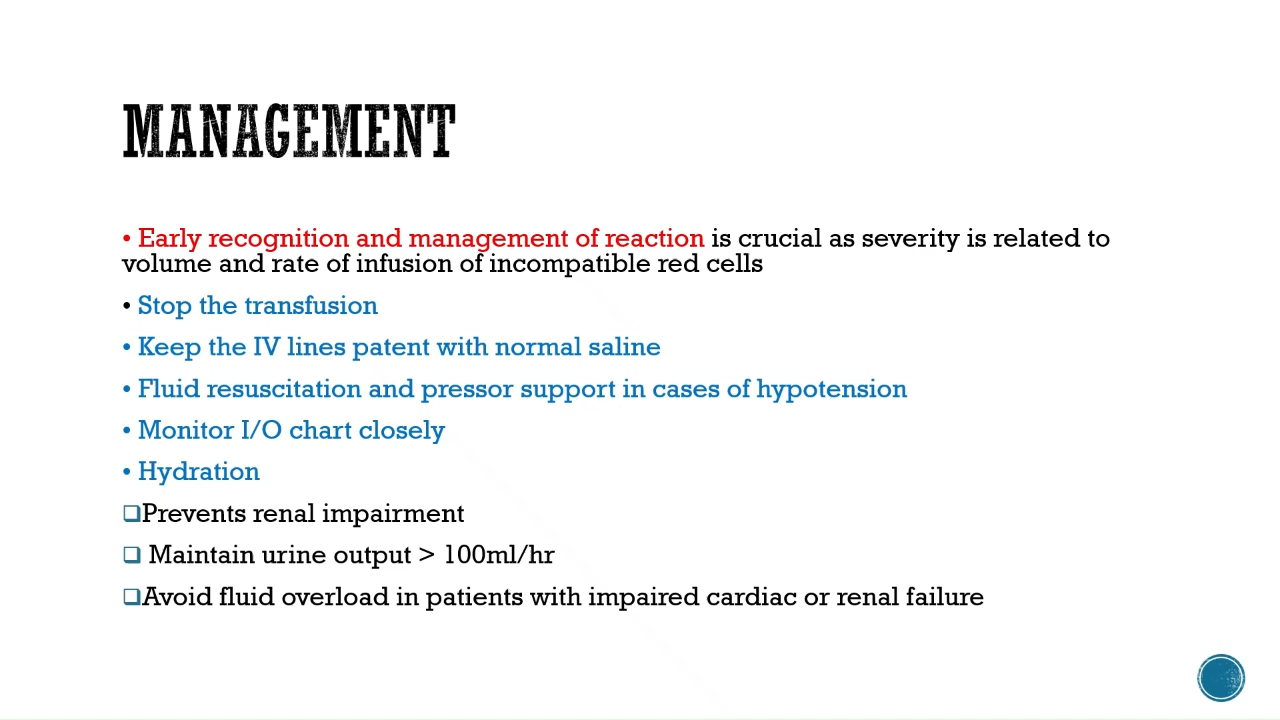 MANAGEMENT
• Early recognition and management of reaction is crucial as severity is related to
volume and rate of infusion of incompatible red cells
• Stop the transfusion
• Keep the IV lines patent with normal saline
• Fluid resuscitation and pressor support in cases of hypotension
• Monitor I/O chart closely
• Hydration
❑Prevents renal impairment
❑ Maintain urine output > 100ml/hr
❑Avoid fluid overload in patients with impaired cardiac or renal failure